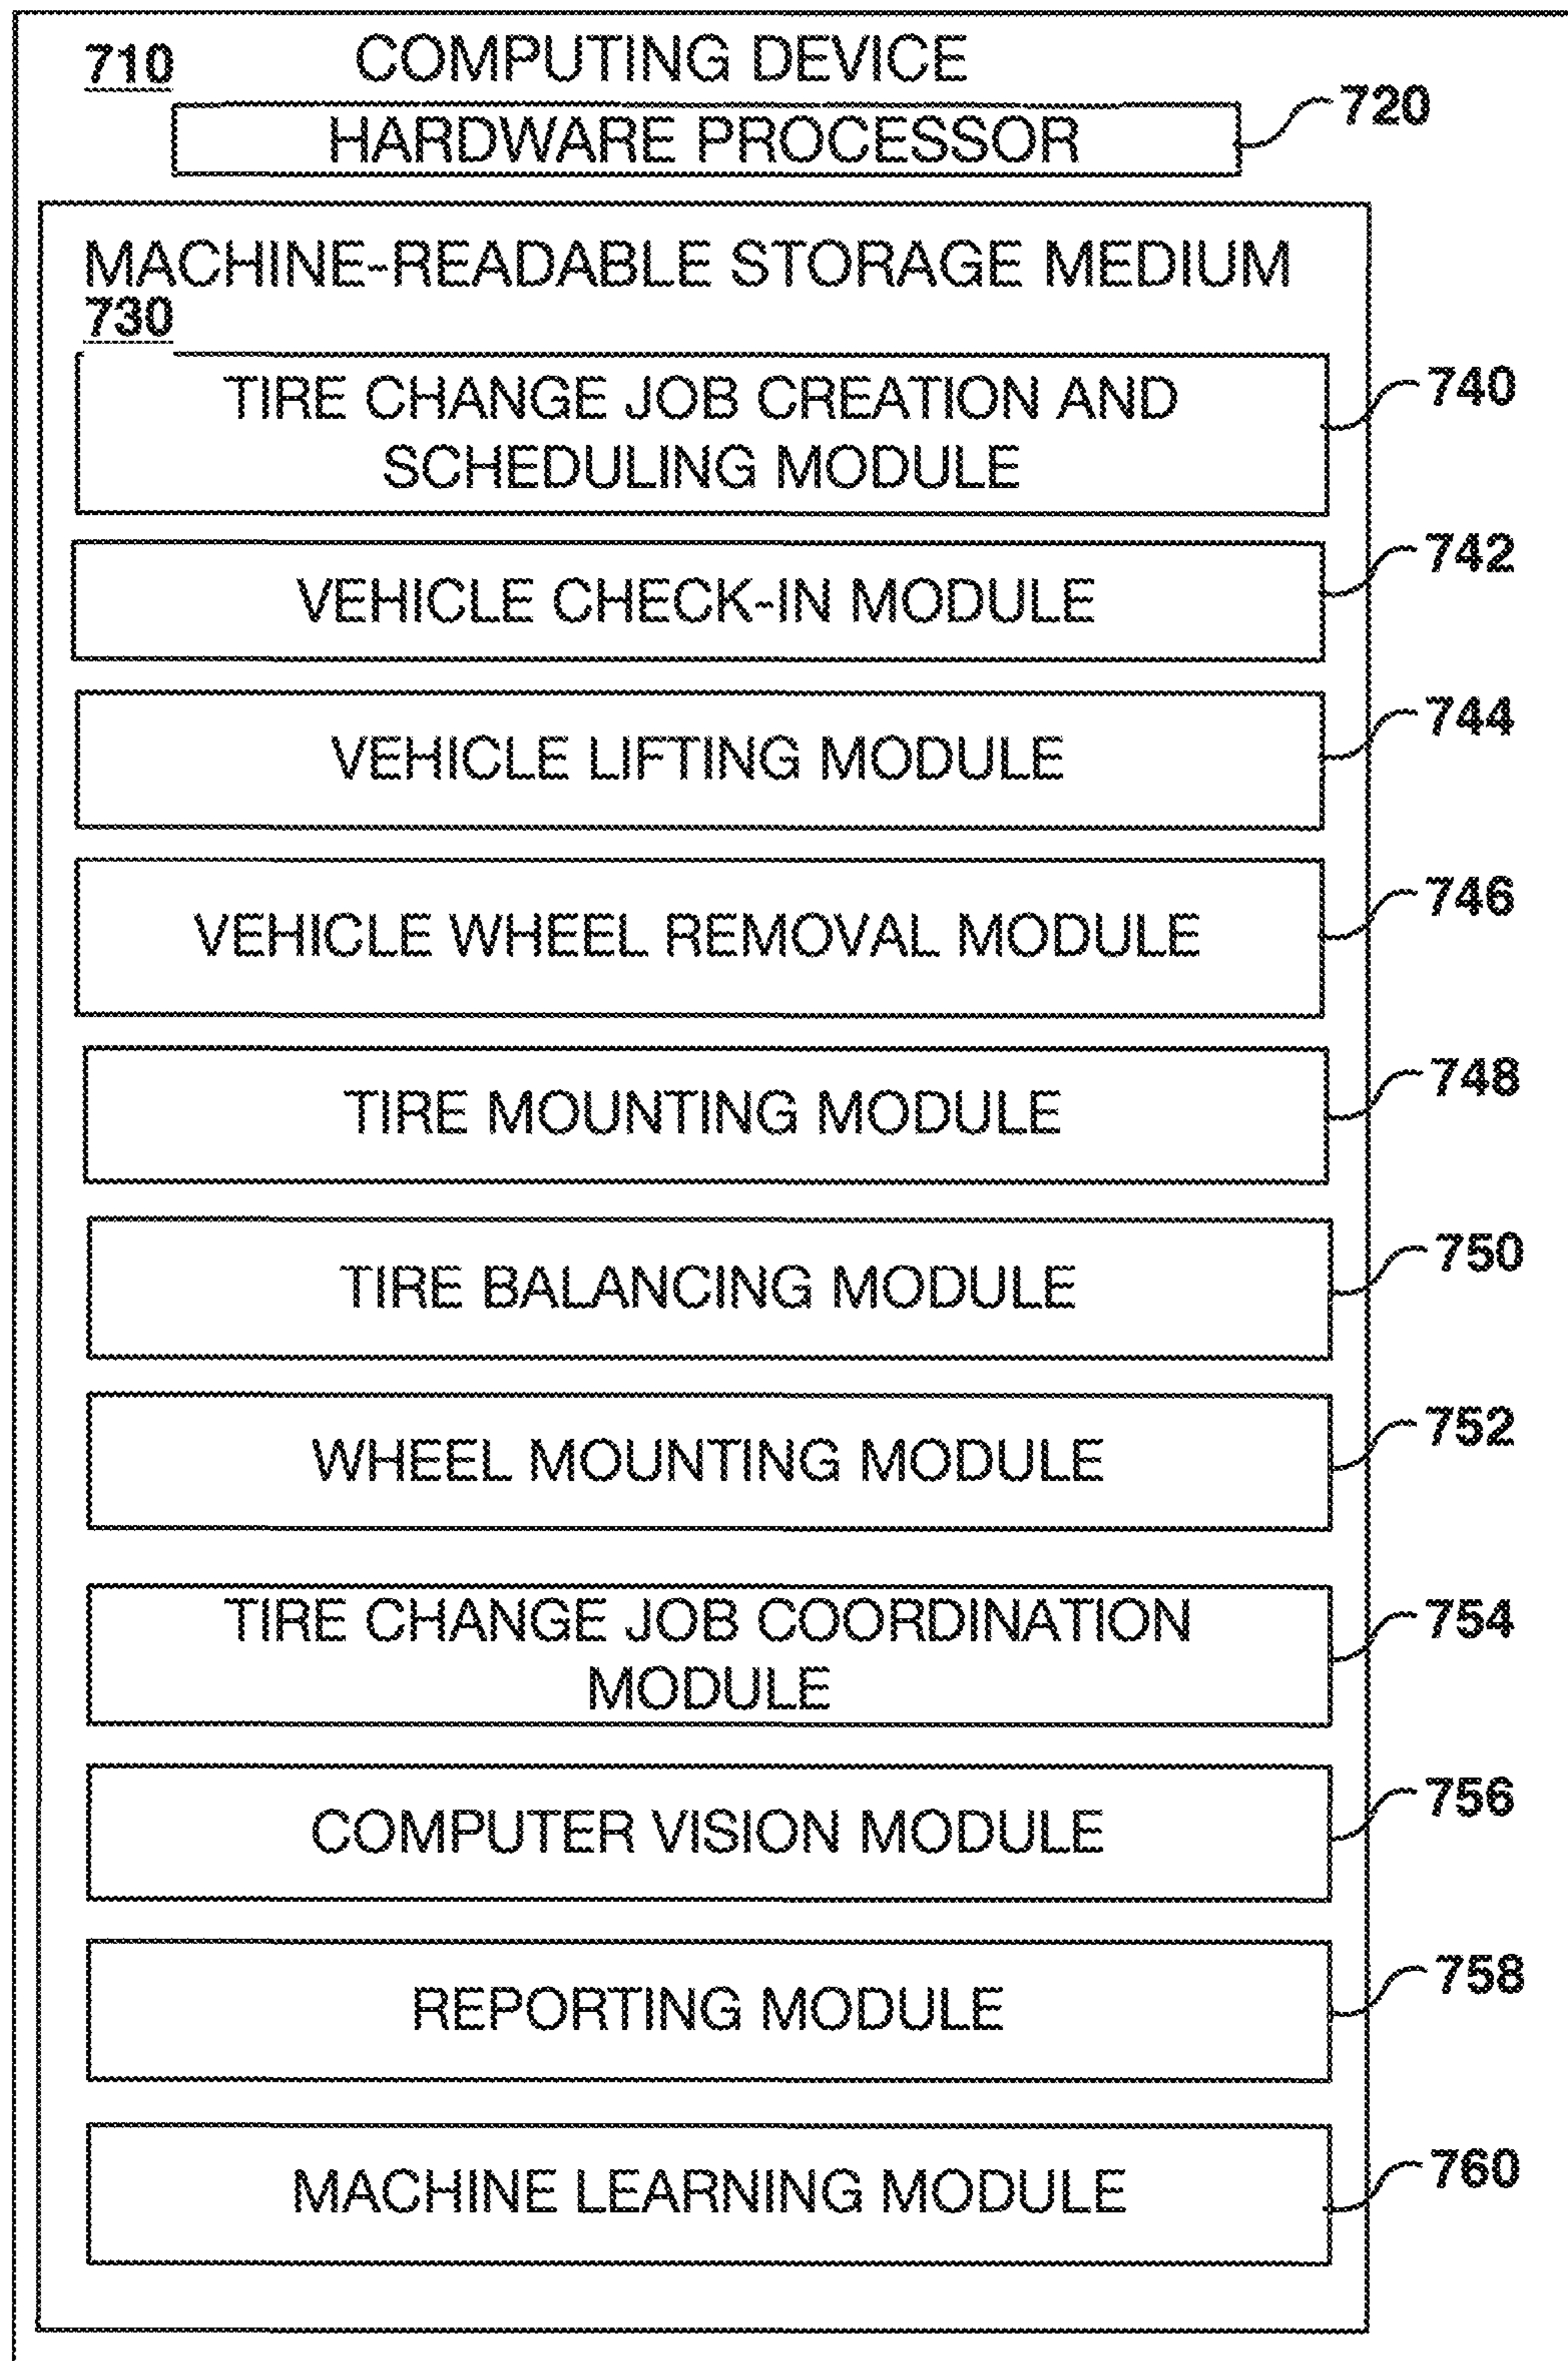 710 COMPUTING DEVICE
HARDWARE PROCESSOR 720
MACHINE-READABLE STORAGE MEDIUM
730
TIRE CHANGE JOB CREATION AND
SCHEDULING MODULE
740
VEHICLE CHECK-IN MODULE
742
VEHICLE LIFTING MODULE
744
VEHICLE WHEEL REMOVAL MODULE
746
TIRE MOUNTING MODULE
748
TIRE BALANCING MODULE
750
WHEEL MOUNTING MODULE
752
TIRE CHANGE JOB COORDINATION
MODULE
754
COMPUTER VISION MODULE
756
REPORTING MODULE
758
MACHINE LEARNING MODULE
760